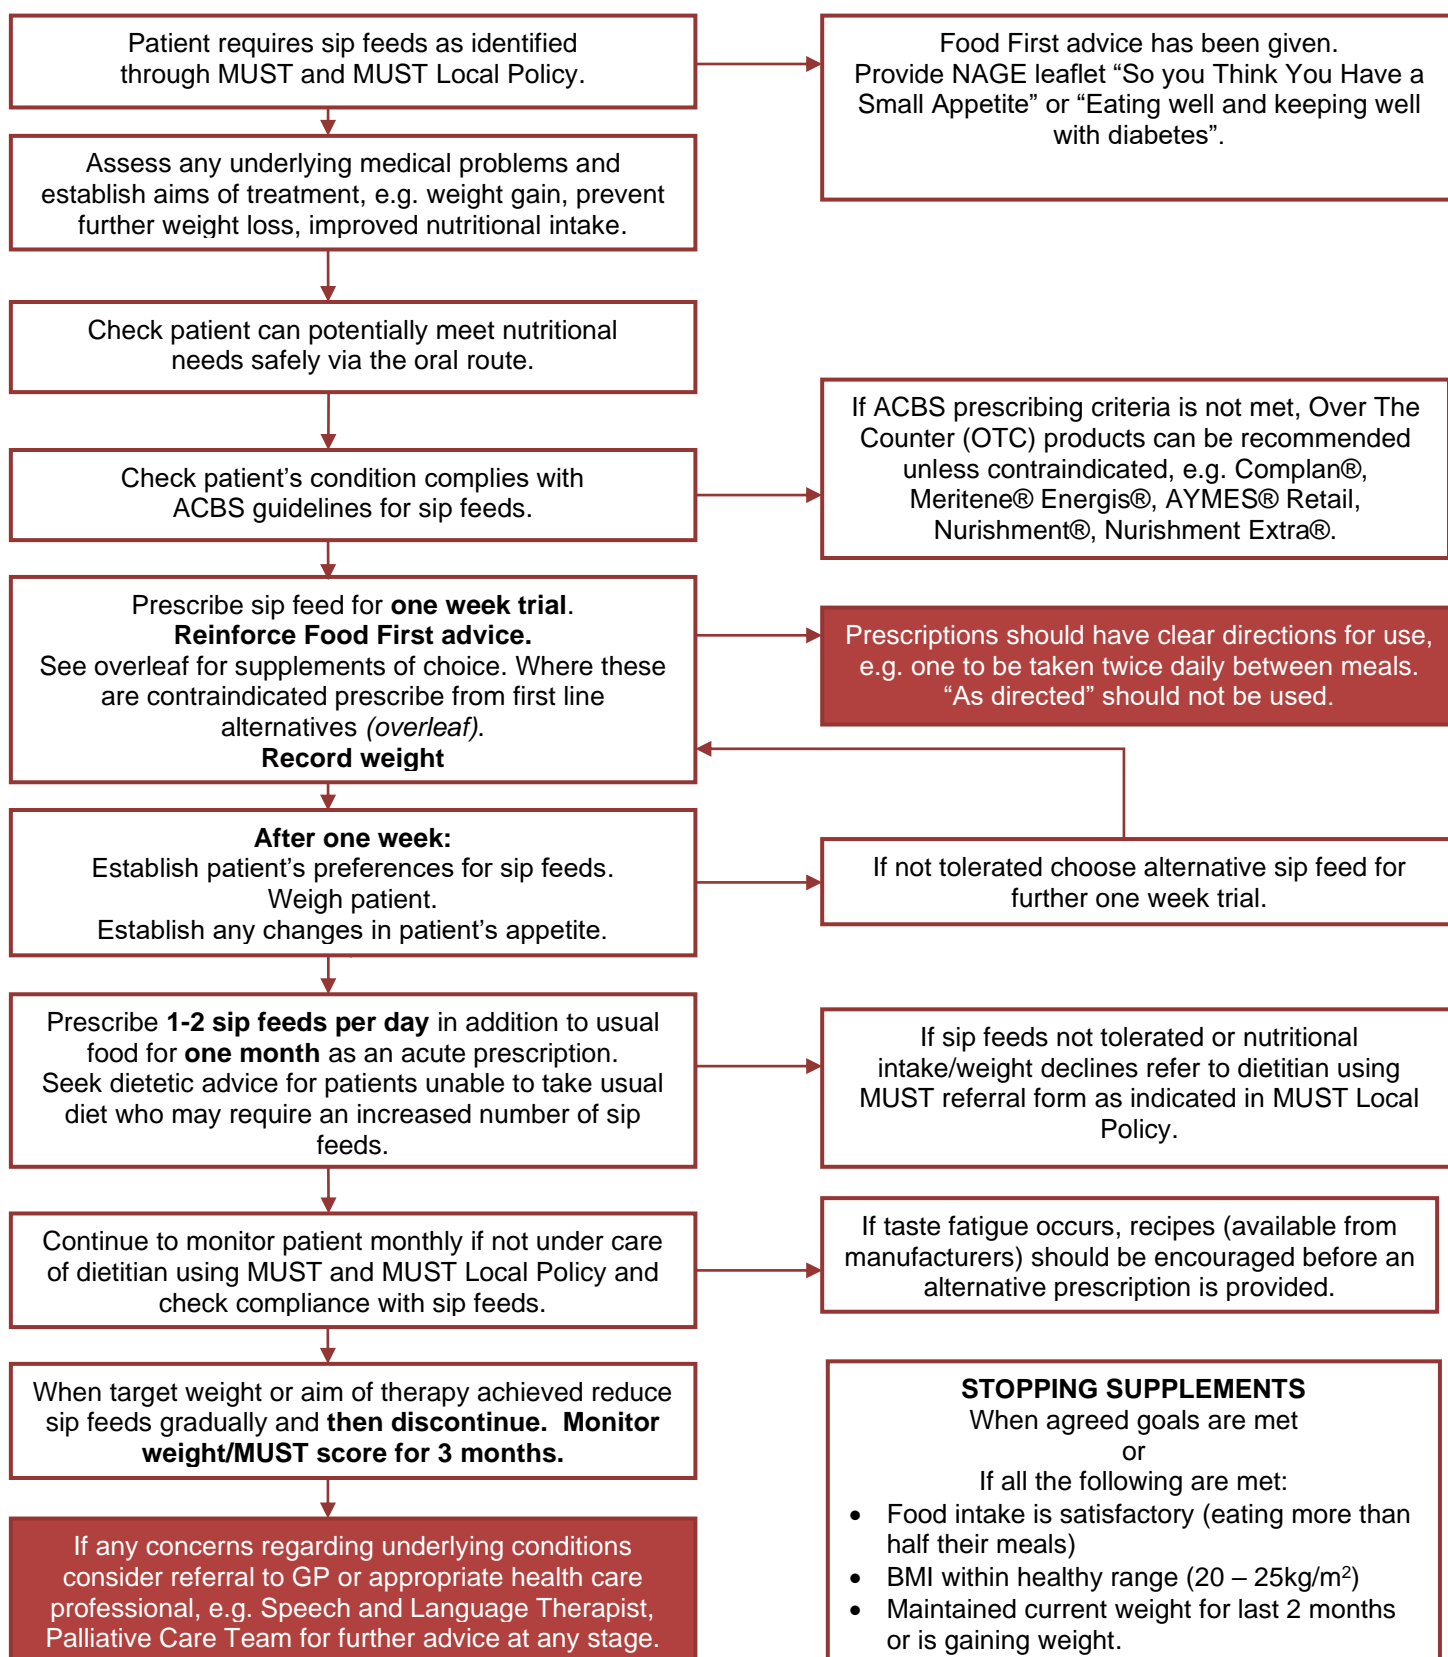 Patient requires sip feeds as identified
through MUST and MUST Local Policy.
Food First advice has been given.
Provide NAGE leaflet “So you Think You Have a
Small Appetite” or “Eating well and keeping well
with diabetes”.
Assess any underlying medical problems and
establish aims of treatment, e.g. weight gain, prevent
further weight loss, improved nutritional intake.
Check patient can potentially meet nutritional
needs safely via the oral route.
Check patient’s condition complies with
ACBS guidelines for sip feeds.
If ACBS prescribing criteria is not met, Over The
Counter (OTC) products can be recommended
unless contraindicated, e.g. Complan®,
Meritene® Energis®, AYMES® Retail,
Nurishment®, Nurishment Extra®.
Prescribe sip feed for one week trial.
Reinforce Food First advice.
See overleaf for supplements of choice. Where these
are contraindicated prescribe from first line
alternatives (overleaf).
Record weight
Prescriptions should have clear directions for use,
e.g. one to be taken twice daily between meals.
“As directed” should not be used.
After one week:
Establish patient’s preferences for sip feeds.
Weigh patient.
Establish any changes in patient’s appetite.
If not tolerated choose alternative sip feed for
further one week trial.
Prescribe 1-2 sip feeds per day in addition to usual
food for one month as an acute prescription.
Seek dietetic advice for patients unable to take usual
diet who may require an increased number of sip
feeds.
If sip feeds not tolerated or nutritional
intake/weight declines refer to dietitian using
MUST referral form as indicated in MUST Local
Policy.
Continue to monitor patient monthly if not under care
of dietitian using MUST and MUST Local Policy and
check compliance with sip feeds.
If taste fatigue occurs, recipes (available from
manufacturers) should be encouraged before an
alternative prescription is provided.
When target weight or aim of therapy achieved reduce
sip feeds gradually and then discontinue. Monitor
weight/MUST score for 3 months.
If any concerns regarding underlying conditions
consider referral to GP or appropriate health care
professional, e.g. Speech and Language Therapist,
Palliative Care Team for further advice at any stage.
STOPPING SUPPLEMENTS
When agreed goals are met
or
If all the following are met:
• Food intake is satisfactory (eating more than
half their meals)
• BMI within healthy range (20 – 25kg/m²)
• Maintained current weight for last 2 months
or is gaining weight.